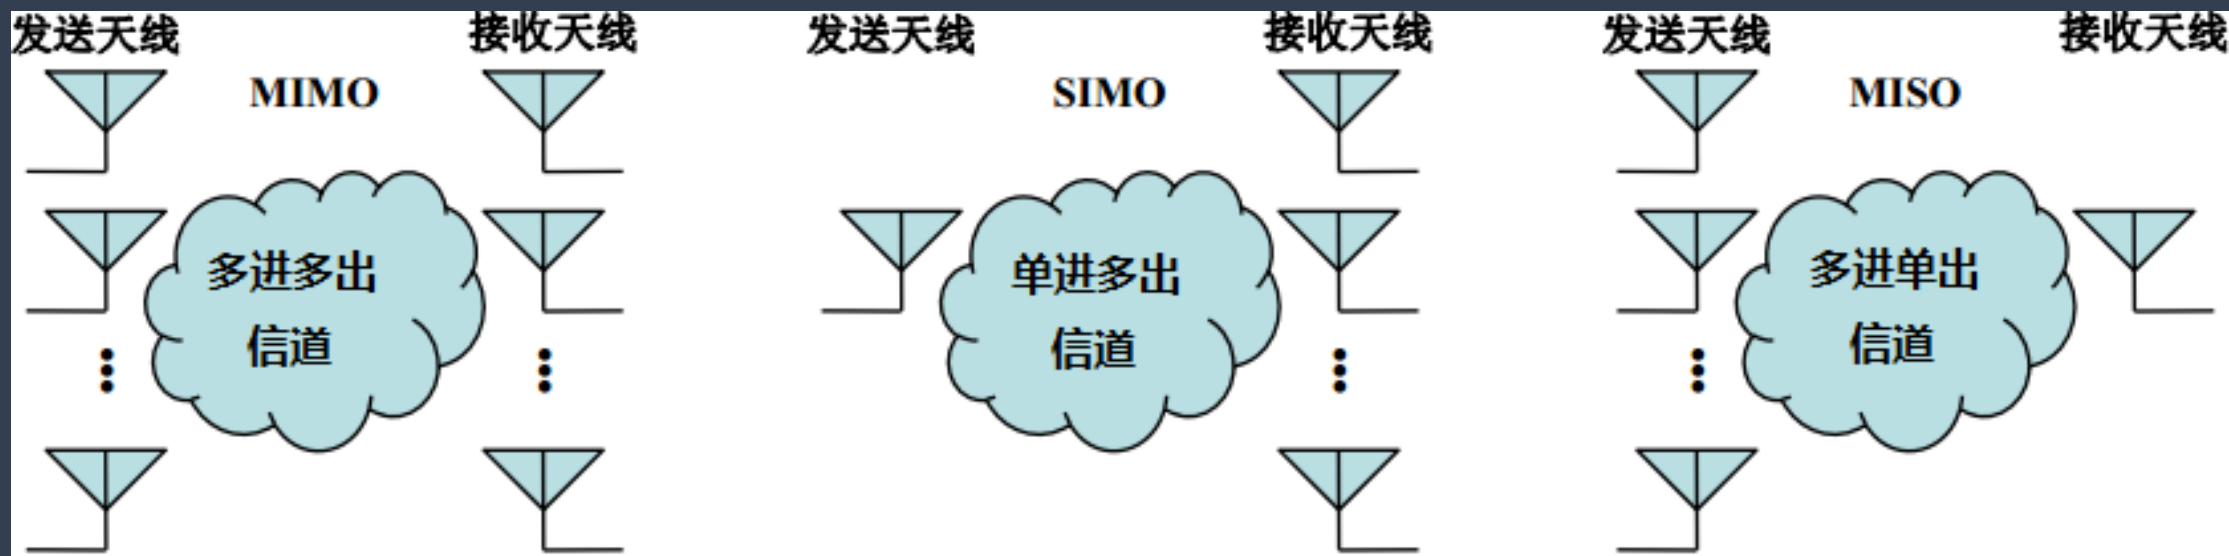 发送天线
接收天线
MIMO
多进多出
信道
发送天线
接收天线
SIMO
单进多出
信道
发送天线
接收天线
MISO
多进单出
信道